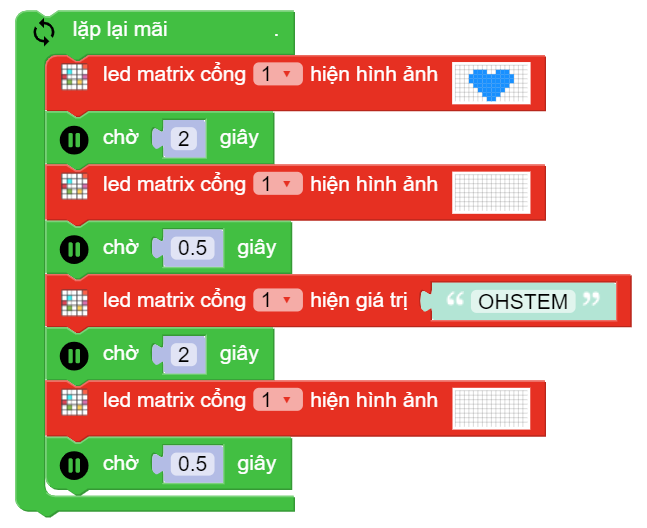 lặp lại mãi .
led matrix cổng 1 hiện hình ảnh
chờ 2 giây
led matrix cổng 1 hiện hình ảnh
chờ 0.5 giây
led matrix cổng 1 hiện giá trị “ OHSTEM ”
chờ 2 giây
led matrix cổng 1 hiện hình ảnh
chờ 0.5 giây